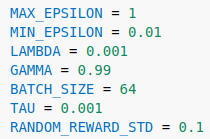 MAX_EPSILON = 1
MIN_EPSILON = 0.01
LAMBDA = 0.001
GAMMA = 0.99
BATCH_SIZE = 64
TAU = 0.001
RANDOM_REWARD_STD = 0.1